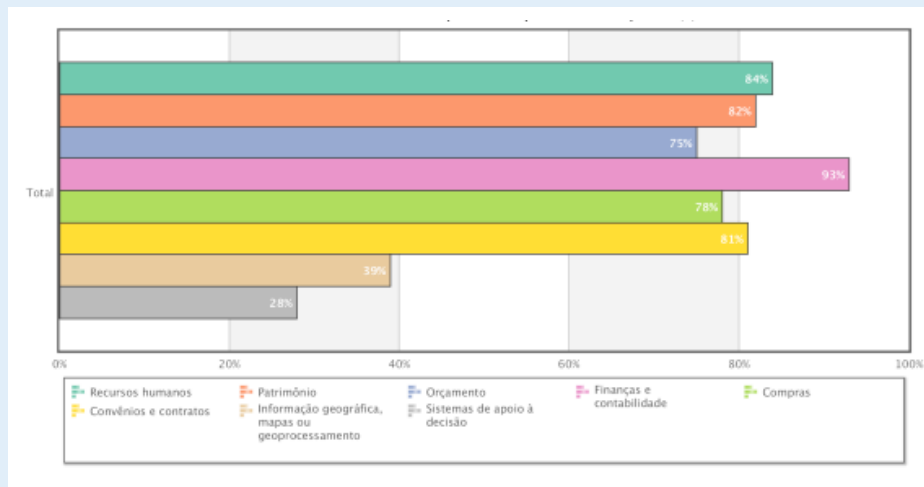 84%
82%
75%
93%
Total
78%
81%
39%
28%
0% 20% 40% 60% 80% 100%
Recursos humanos
Patrimônio
Orçamento
Finanças e
contabilidade
Compras
Convênios e contratos
Informação geográfica,
mapas ou
geoprocessamento
Sistemas de apoio à
decisão